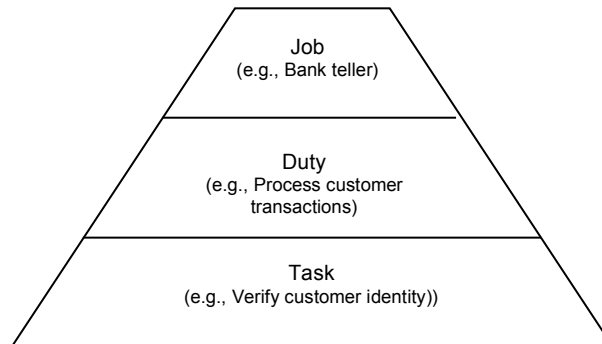 Job
(e.g., Bank teller)
Duty
(e.g., Process customer
transactions)
Task
(e.g., Verify customer identity))